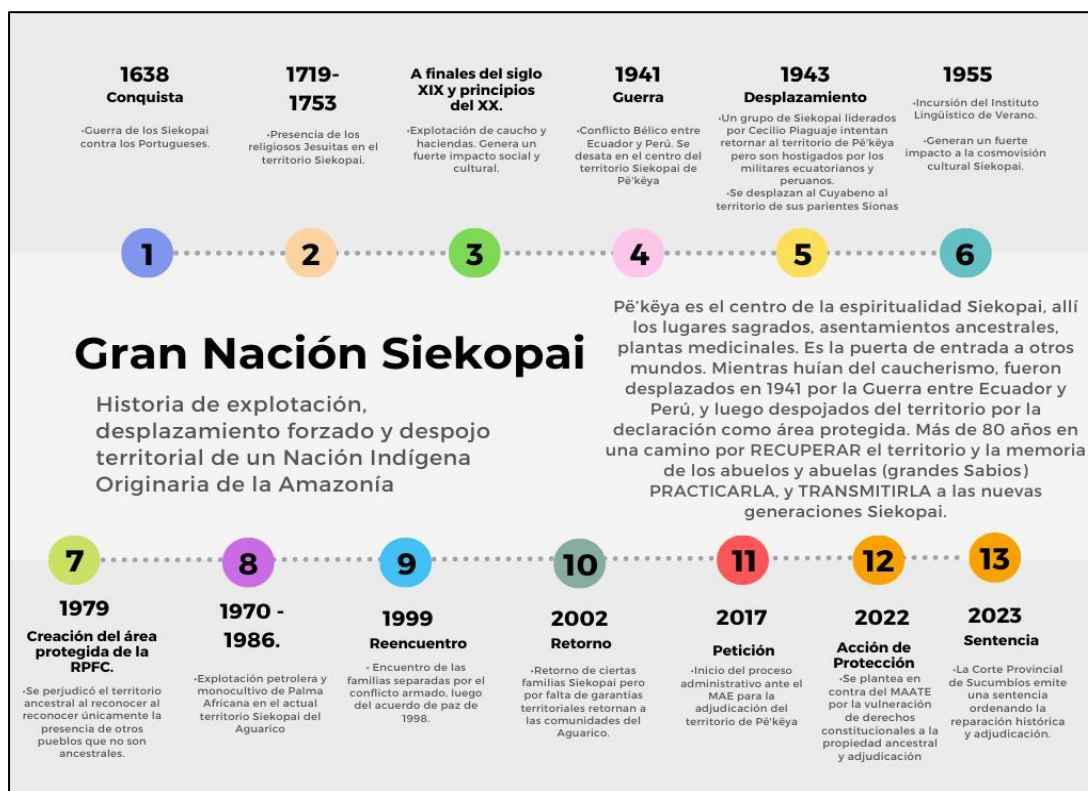 1638
Conquista
•Guerra de los Siekopai
contra los Portugueses.
1719-
1753
•Presencia de los
religiosos Jesuitas en el
territorio Siekopai.
A finales del siglo
XIX y principios
del XX.
•Explotación de caucho y
haciendas. Genera un
fuerte impacto social y
cultural.
1941
Guerra
•Conflicto Bélico entre
Ecuador y Perú. Se
desata en el centro del
territorio Siekopai de
Pë'këya
1943
Desplazamiento
•Un grupo de Siekopai liderados
por Cecilio Piaguaje intentan
retornar al territorio de Pë'këya
pero son hostigados por los
militares ecuatorianos y
peruanos.
•Se desplazan al Cuyabeno al
territorio de sus parientes Sionas
1955
•Incursión del Instituto
Lingüístico de Verano.
•Generan un fuerte
impacto a la cosmovisión
cultural Siekopai.
1
2
3
4
5
6
Gran Nación Siekopai
Historia de explotación,
desplazamiento forzado y despojo
territorial de un Nación Indígena
Originaria de la Amazonía
Pë'këya es el centro de la espiritualidad Siekopai, allí
los lugares sagrados, asentamientos ancestrales,
plantas medicinales. Es la puerta de entrada a otros
mundos. Mientras huían del caucherismo, fueron
desplazados en 1941 por la Guerra entre Ecuador y
Perú, y luego despojados del territorio por la
declaración como área protegida. Más de 80 años en
una camino por RECUPERAR el territorio y la memoria
de los abuelos y abuelas (grandes Sabios)
PRACTICARLA, y TRANSMITIRLA a las nuevas
generaciones Siekopai.
7
8
9
10
11
12
13
1979
Creación del área
protegida de la
RPFC.
•Se perjudicó el territorio
ancestral al reconocer al
reconocer únicamente la
presencia de otros
pueblos que no son
ancestrales.
1970 -
1986.
•Explotación petrolera y
monocultivo de Palma
Africana en el actual
territorio Siekopai del
Aguarico
1999
Reencuentro
• Encuentro de las
familias separadas por el
conflicto armado, luego
del acuerdo de paz de
1998.
2002
Retorno
•Retorno de ciertas
familias Siekopai pero
por falta de garantías
territoriales retornan a
las comunidades del
Aguarico.
2017
Petición
•Inicio del proceso
administrativo ante el
MAE para la
adjudicación del
territorio de Pë'këya
2022
Acción de
Protección
•Se plantea en
contra del MAATE
por la vulneración
de derechos
constitucionales a la
propiedad ancestral
y adjudicación
2023
Sentencia
•La Corte Provincial
de Sucumbios emite
una sentencia
ordenando la
reparación histórica
y adjudicación.